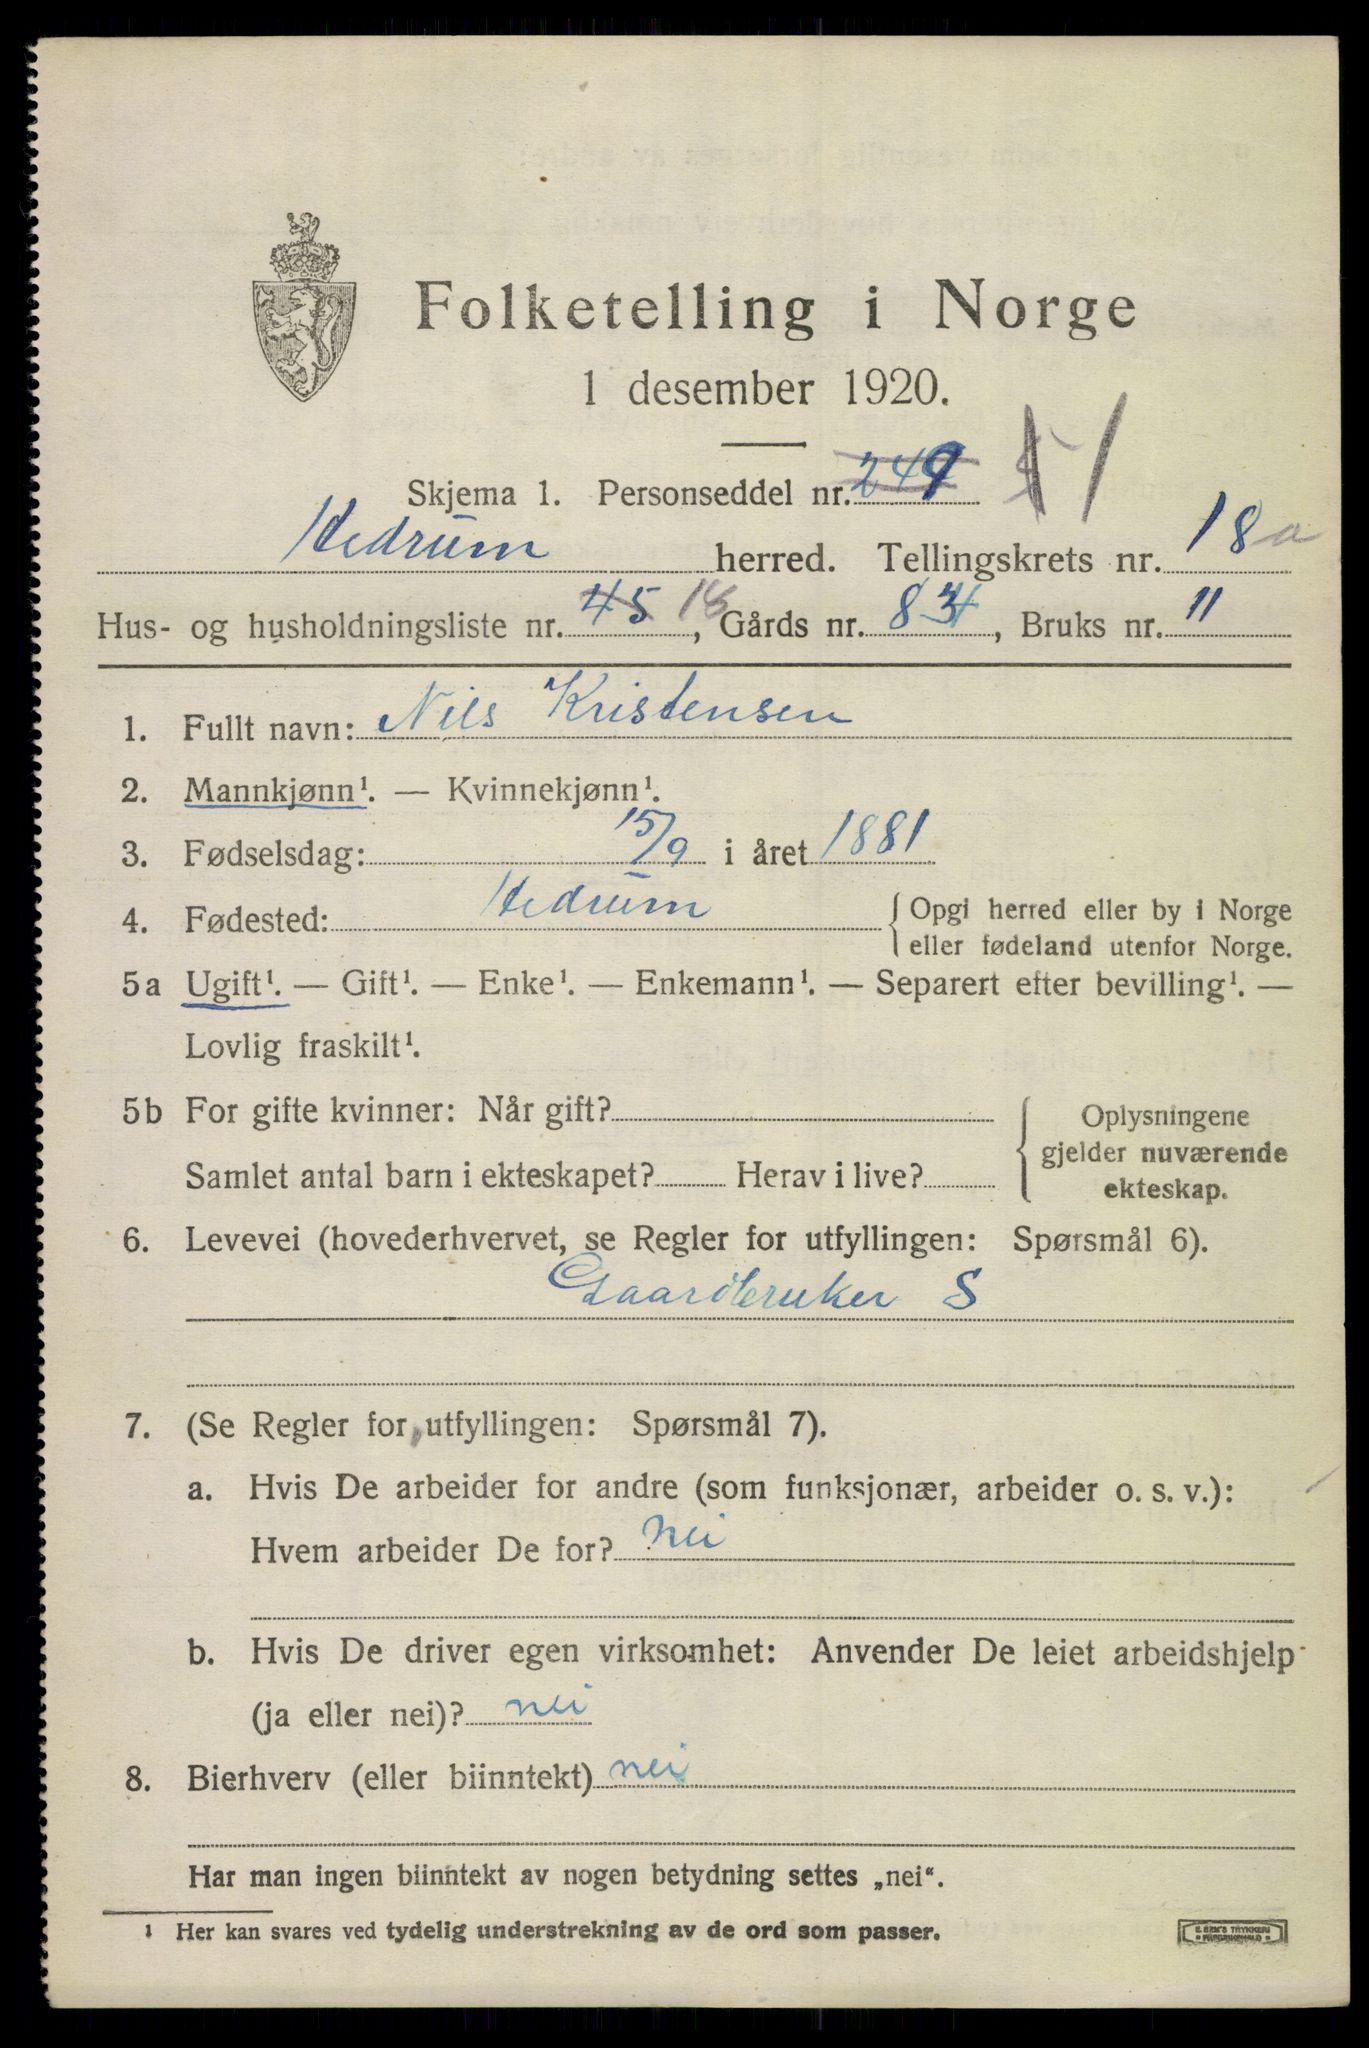 Folketelling i Norge
1 desember 1920.
Skjema 1. Personseddel nr. 249
Hedrum herred. Tellingskrets nr. 18a
Hus- og husholdningsliste nr. 45 18, Gårds nr. 84, Bruks nr. 11
1. Fullt navn: Nils Kristensen
2. Mannkjønn¹. — Kvinnekjønn¹.
3. Fødselsdag: 15/9 i året 1881
4. Fødested: Hedrum
Opgi herred eller by i Norge
eller fødeland utenfor Norge.
5a Ugift¹. — Gift¹. — Enke¹. — Enkemann¹. — Separert efter bevilling¹. —
Lovlig fraskilt¹.
5b For gifte kvinner: Når gift?
Samlet antal barn i ekteskapet? Herav i live?
Oplysningene
gjelder nuværende
ekteskap.
6. Levevei (hovederhvervet, se Regler for utfyllingen: Spørsmål 6).
Gaardbruker S
7. (Se Regler for utfyllingen: Spørsmål 7).
a. Hvis De arbeider for andre (som funksjonær, arbeider o. s. v.):
Hvem arbeider De for? nei
b. Hvis De driver egen virksomhet: Anvender De leiet arbeidshjelp
(ja eller nei)? nei
8. Bierhverv (eller biinntekt) nei
Har man ingen biinntekt av nogen betydning settes „nei“.
¹ Her kan svares ved tydelig understrekning av de ord som passer.